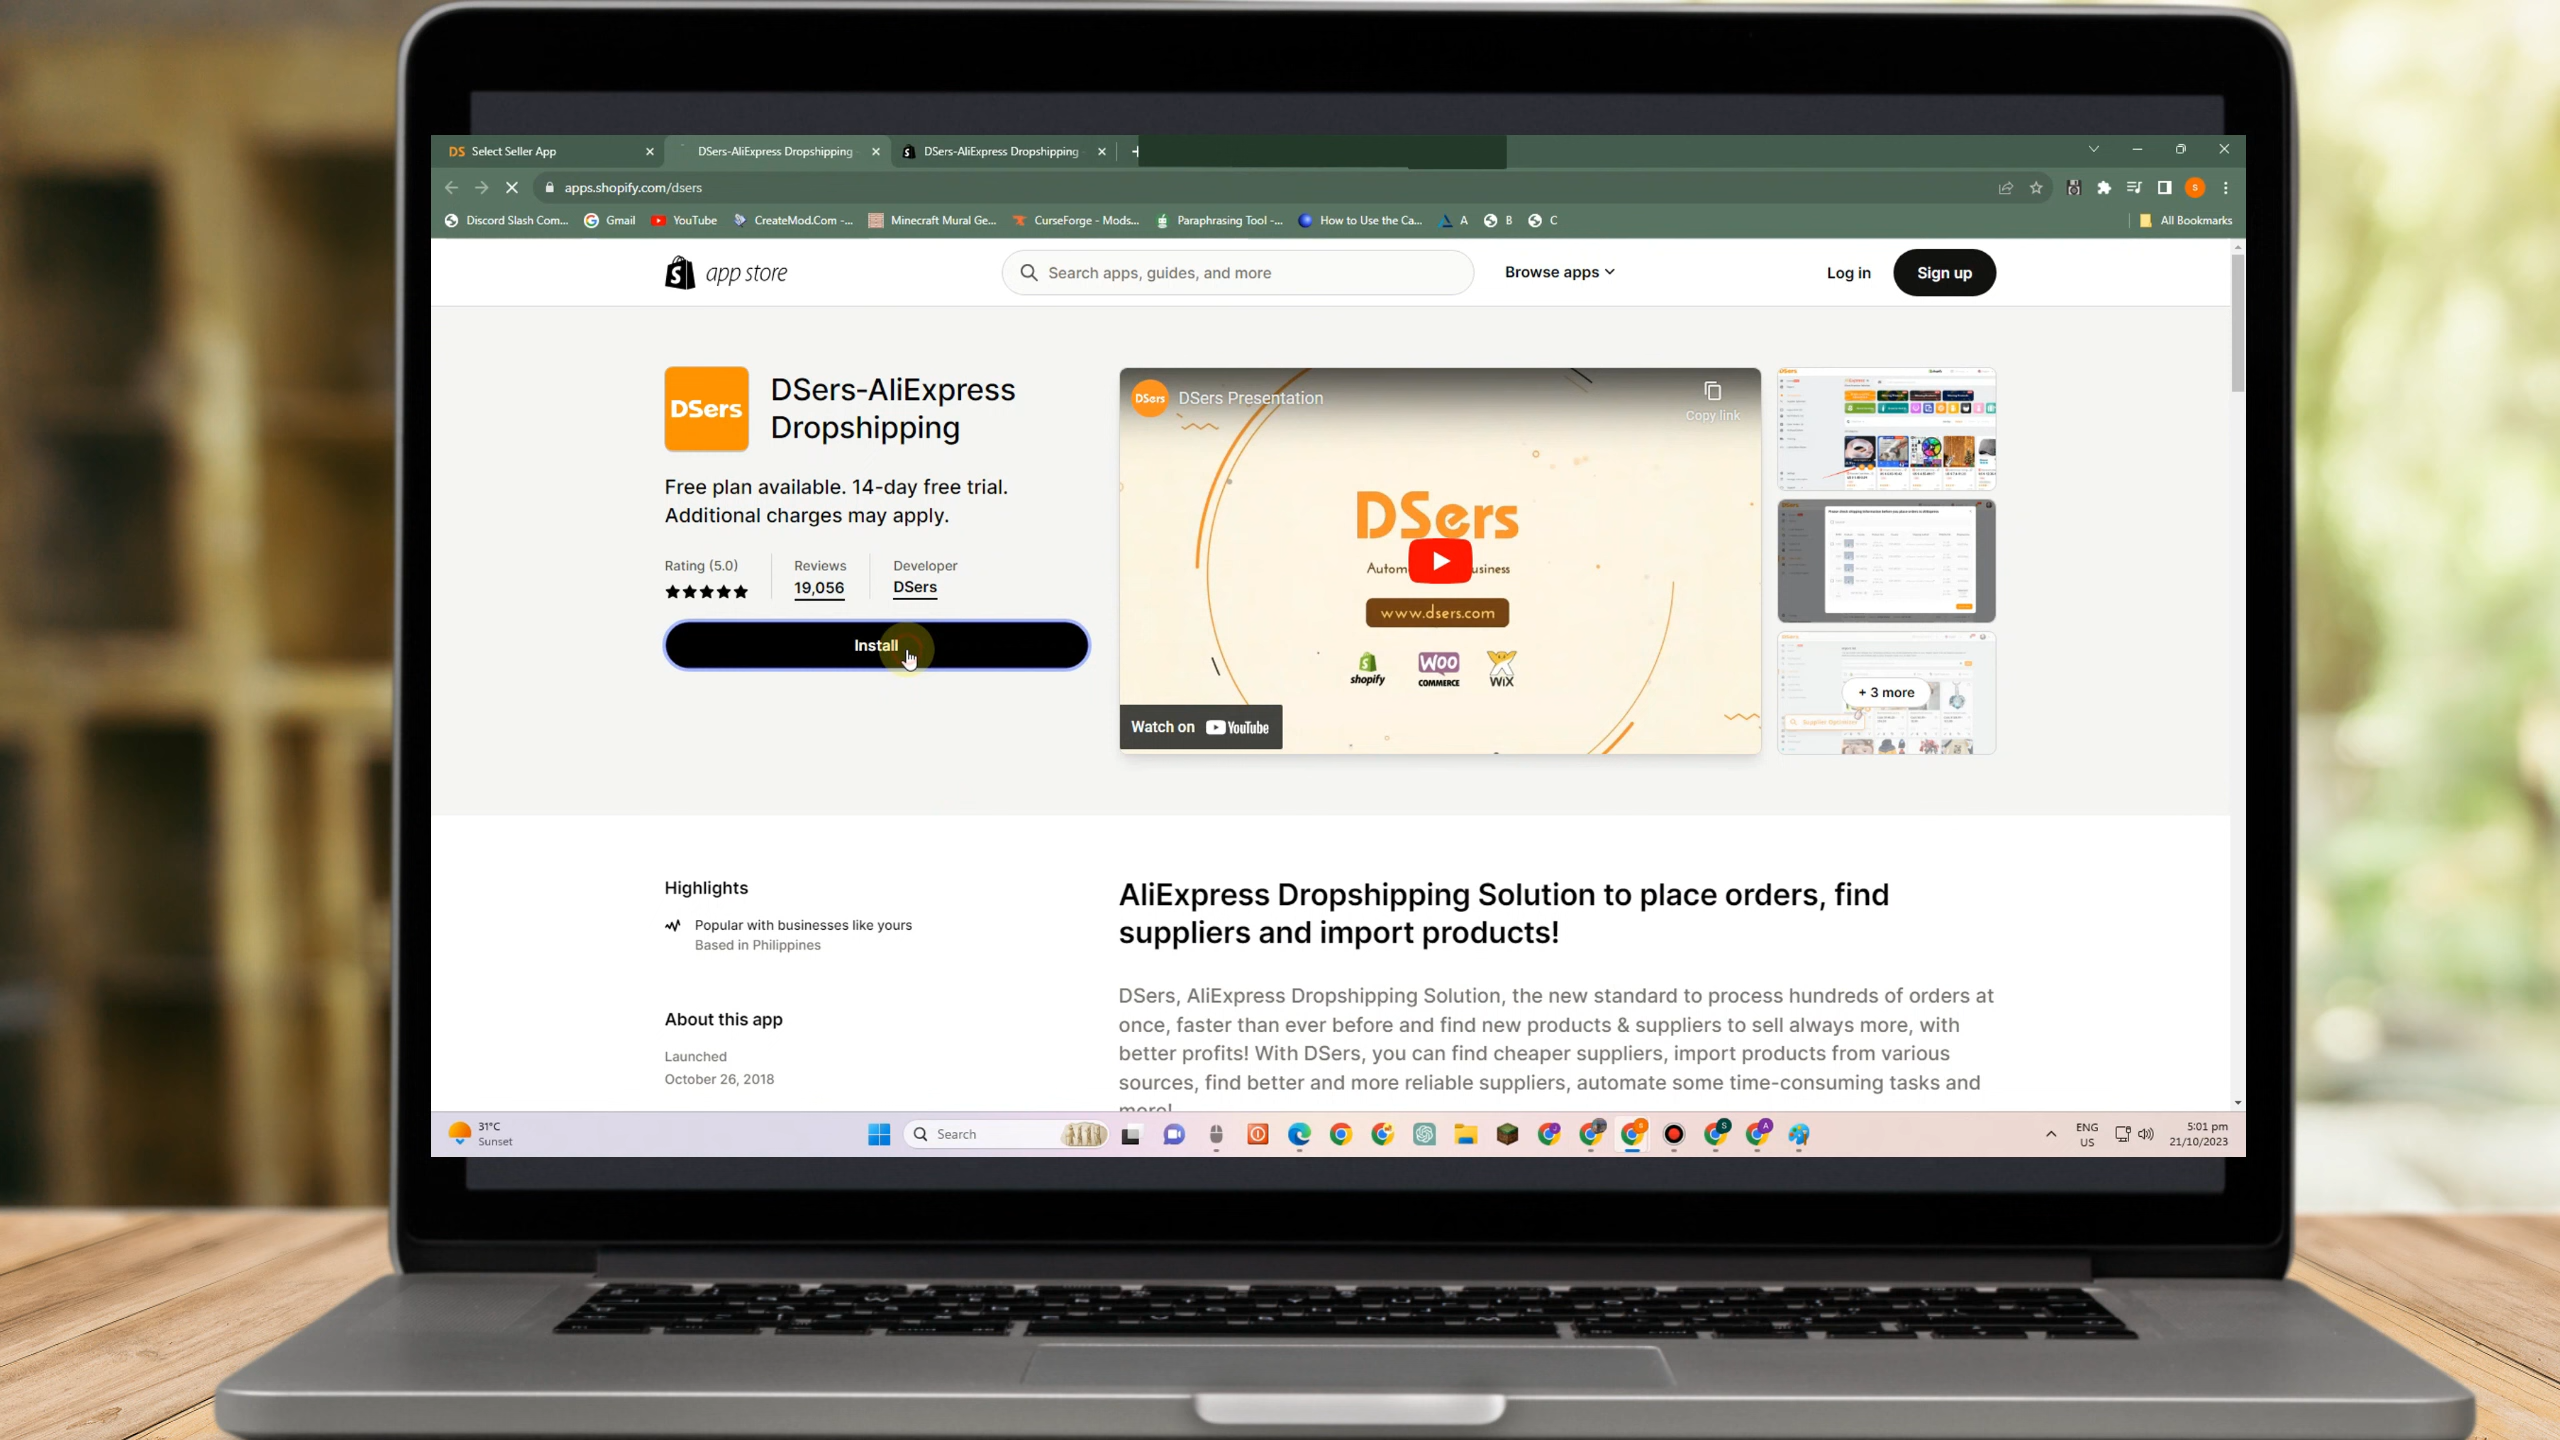 DS Select Seller App
DSers-AliExpress Dropshipping
DSers-AliExpress Dropshipping
apps.shopify.com/dsers
Discord Slash Com... Gmail YouTube CreateMod.Com -... Minecraft Mural Ge... CurseForge - Mods... Paraphrasing Tool -... How to Use the Ca... A B C All Bookmarks
app store
Search apps, guides, and more
Browse apps
Log in
Sign up
DSers
DSers-AliExpress
Dropshipping
Free plan available. 14-day free trial.
Additional charges may apply.
Rating (5.0)
Reviews
19,056
Developer
DSers
Install
DSers
DSers Presentation
Copy link
DSers
www.dsers.com
shopify
WOO
COMMERCE
WiX
Watch on YouTube
+ 3 more
Highlights
Popular with businesses like yours
Based in Philippines
About this app
Launched
October 26, 2018
AliExpress Dropshipping Solution to place orders, find
suppliers and import products!
DSers, AliExpress Dropshipping Solution, the new standard to process hundreds of orders at
once, faster than ever before and find new products & suppliers to sell always more, with
better profits! With DSers, you can find cheaper suppliers, import products from various
sources, find better and more reliable suppliers, automate some time-consuming tasks and
more!
31°C
Sunset
Search
ENG
US
5:01 pm
21/10/2023